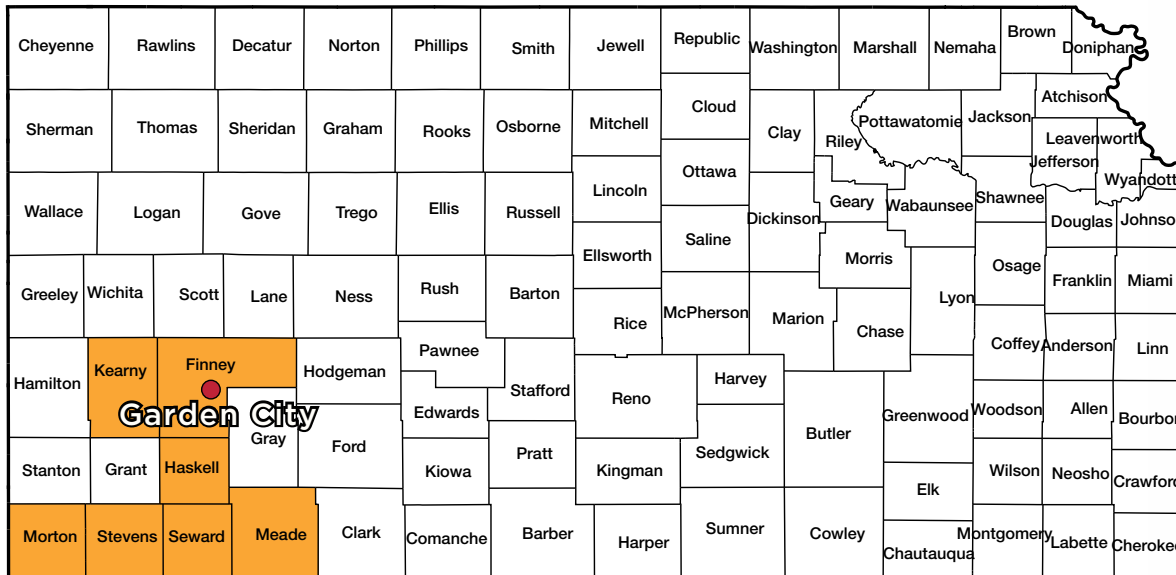 Cheyenne Rawlins Decatur Norton Phillips Smith Jewell Republic Washington Marshall Nemaha Brown Doniphan
Sherman Thomas Sheridan Graham Rooks Osborne Mitchell Cloud Clay Riley Pottawatomie Jackson Atchison
Leavenworth
Jefferson
Wyandott
Wallace Logan Gove Trego Ellis Russell Lincoln Ottawa Dickinson Geary Wabaunsee Shawnee Douglas Johnso
Ellsworth Saline Morris Osage
Greeley Wichita Scott Lane Ness Rush Barton Rice McPherson Marion Chase Lyon Franklin Miami
Hamilton Kearny Finney Hodgeman Pawnee Stafford Reno Harvey Coffey Anderson Linn
Garden City
Edwards Butler Greenwood Woodson Allen Bourbon
Gray Ford
Stanton Grant Haskell Kiowa Pratt Kingman Sedgwick Elk Wilson Neosho Crawford
Morton Stevens Seward Meade Clark Comanche Barber Harper Sumner Cowley Chautauqua Montgomery Labette Cherokee